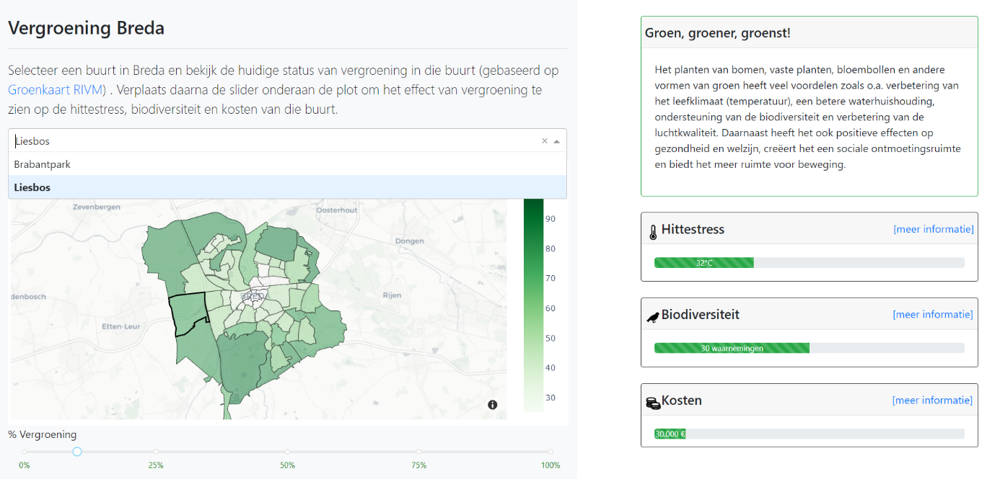 Vergroening Breda
Selecteer een buurt in Breda en bekijk de huidige status van vergroening in die buurt (gebaseerd op
Groenkaart RIVM) . Verplaats daarna de slider onderaan de plot om het effect van vergroening te
zien op de hittestress, biodiversiteit en kosten van die buurt.
Liesbos
Brabantpark
Liesbos
Zevenbergen
Oosterhout
Dongen
denbosch
BREDA
Rijen
Etten-Leur
90
80
70
60
50
40
30
% Vergroening
0%
25%
50%
75%
100%
Groen, groener, groenst!
Het planten van bomen, vaste planten, bloembollen en andere
vormen van groen heeft veel voordelen zoals o.a. verbetering van
het leefklimaat (temperatuur), een betere waterhuishouding,
ondersteuning van de biodiversiteit en verbetering van de
luchtkwaliteit. Daarnaast heeft het ook positieve effecten op
gezondheid en welzijn, creëert het een sociale ontmoetingsruimte
en biedt het meer ruimte voor beweging.
Hittestress [meer informatie]
32°C
Biodiversiteit [meer informatie]
30 waarnemingen
Kosten [meer informatie]
30.000 €